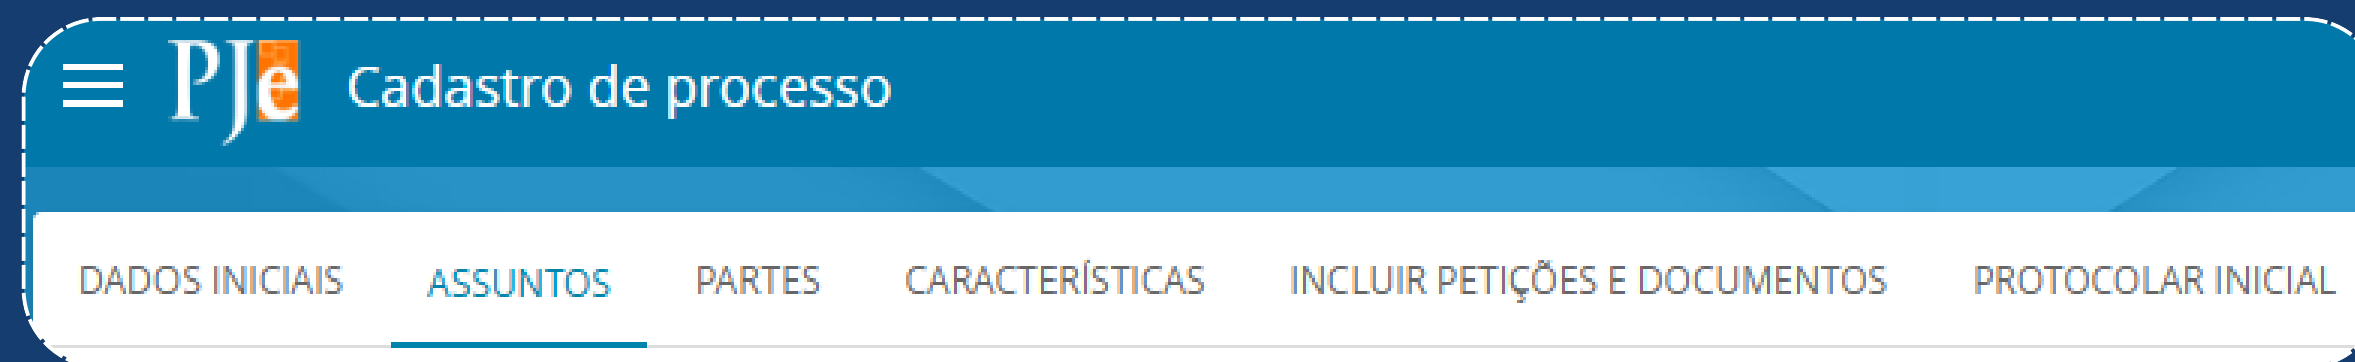 PJe Cadastro de processo
DADOS INICIAIS ASSUNTOS PARTES CARACTERÍSTICAS INCLUIR PETIÇÕES E DOCUMENTOS PROTOCOLAR INICIAL